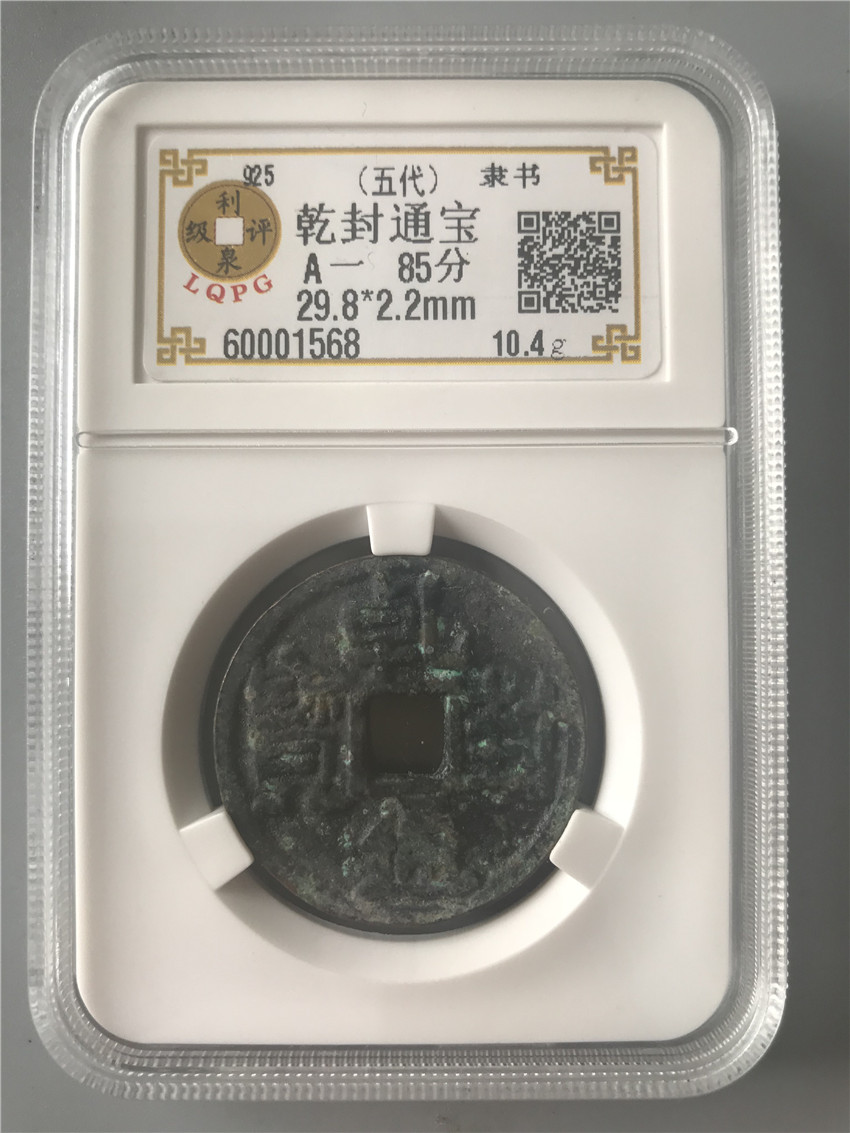 925 （五代） 隶书
利泉评级
LQPG
乾封通宝
A一 85分
29.8*2.2mm
60001568 10.4g